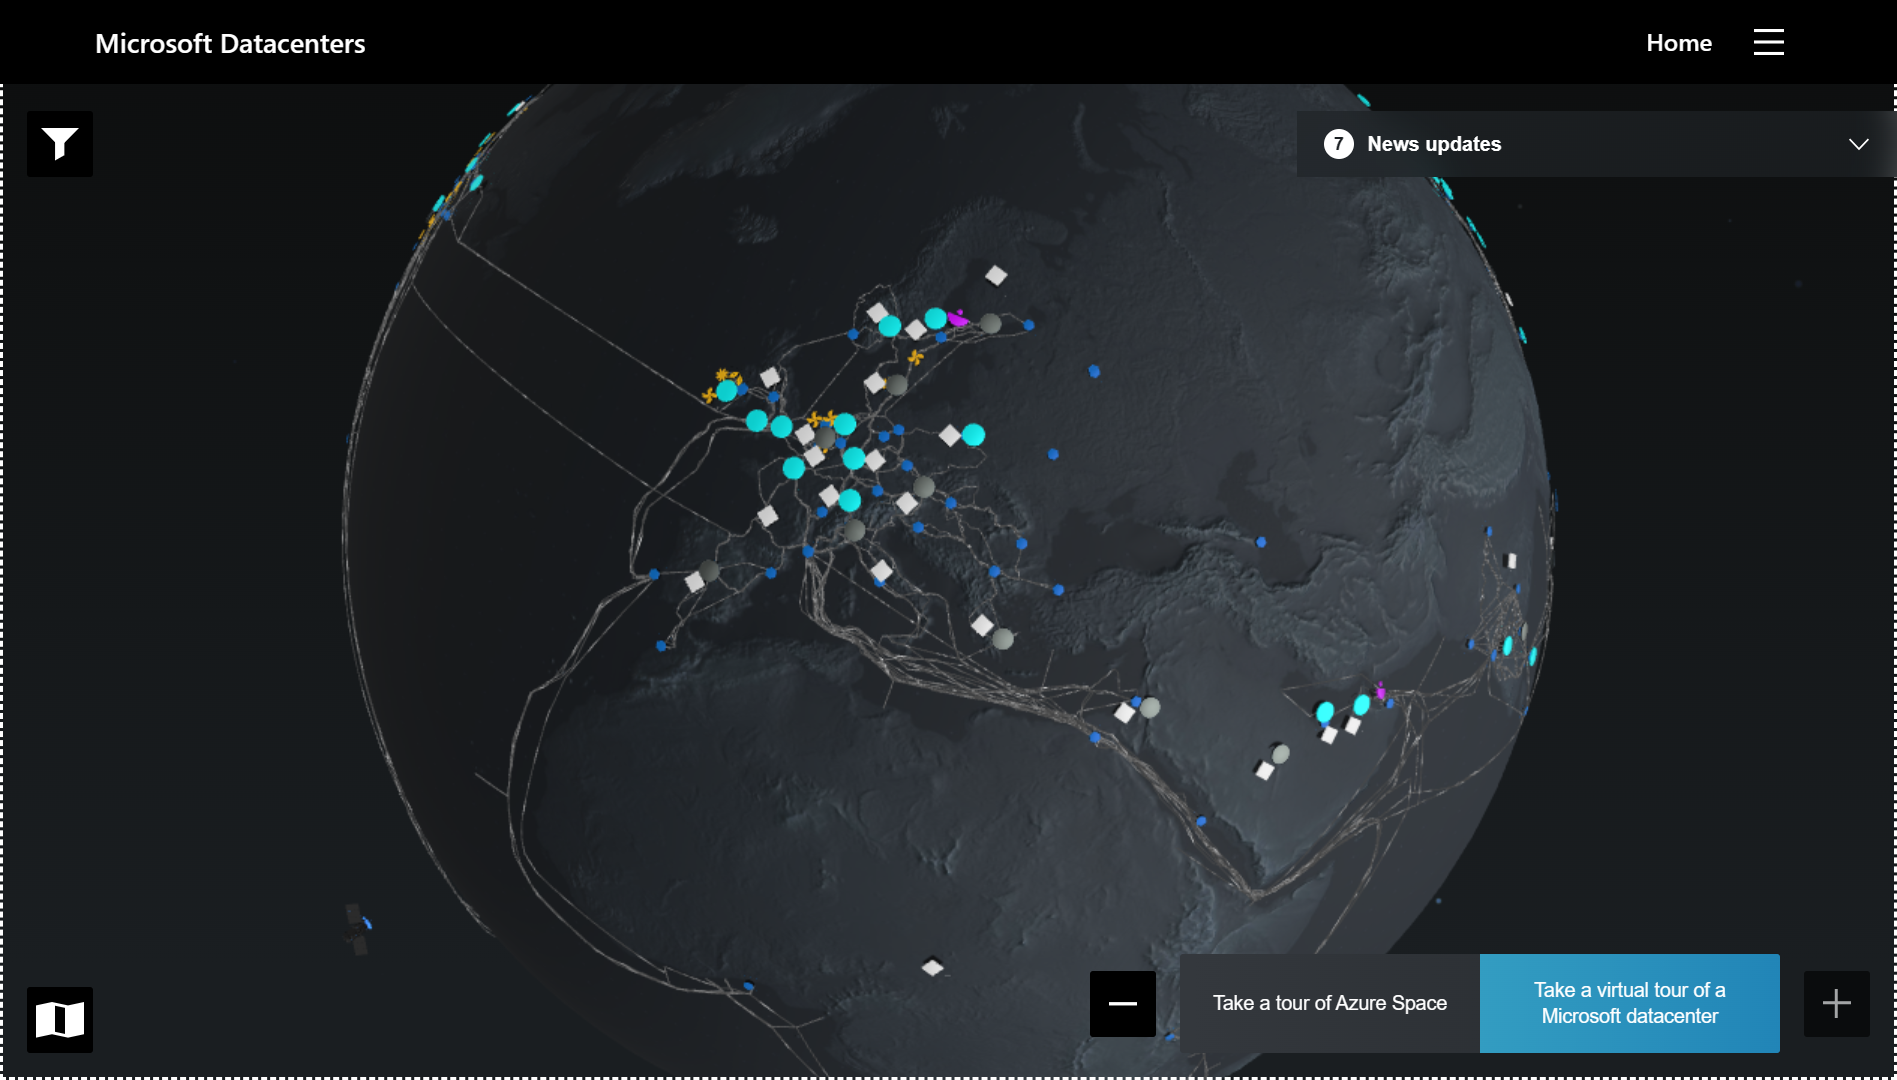 Microsoft Datacenters
Home
7 News updates
Take a tour of Azure Space
Take a virtual tour of a
Microsoft datacenter